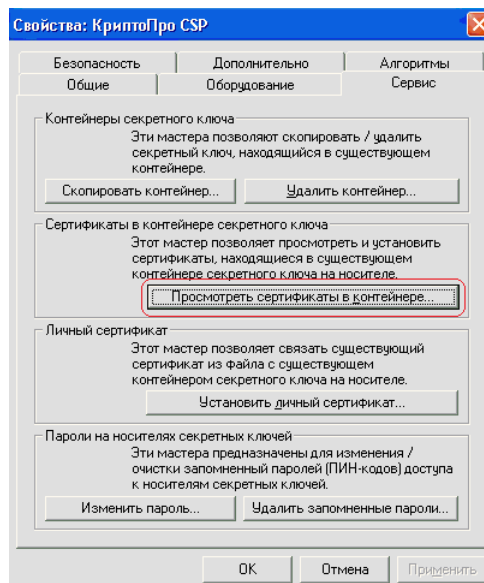 Свойства: КриптоПро CSP
Безопасность Дополнительно Алгоритмы
Общие Оборудование Сервис
Контейнеры секретного ключа
Эти мастера позволяют скопировать / удалить
секретный ключ, находящийся в существующем
контейнере.
Скопировать контейнер... Удалить контейнер...
Сертификаты в контейнере секретного ключа
Этот мастер позволяет просмотреть и установить
сертификаты, находящиеся в существующем
контейнере секретного ключа на носителе.
Просмотреть сертификаты в контейнере...
Личный сертификат
Этот мастер позволяет связать существующий
сертификат из файла с существующем
контейнером секретного ключа на носителе.
Установить личный сертификат...
Пароли на носителях секретных ключей
Эти мастера предназначены для изменения /
очистки запомненный паролей (ПИН-кодов) доступа
к носителям секретных ключей.
Изменить пароль... Удалить запомненные пароли...
OK Отмена Применить